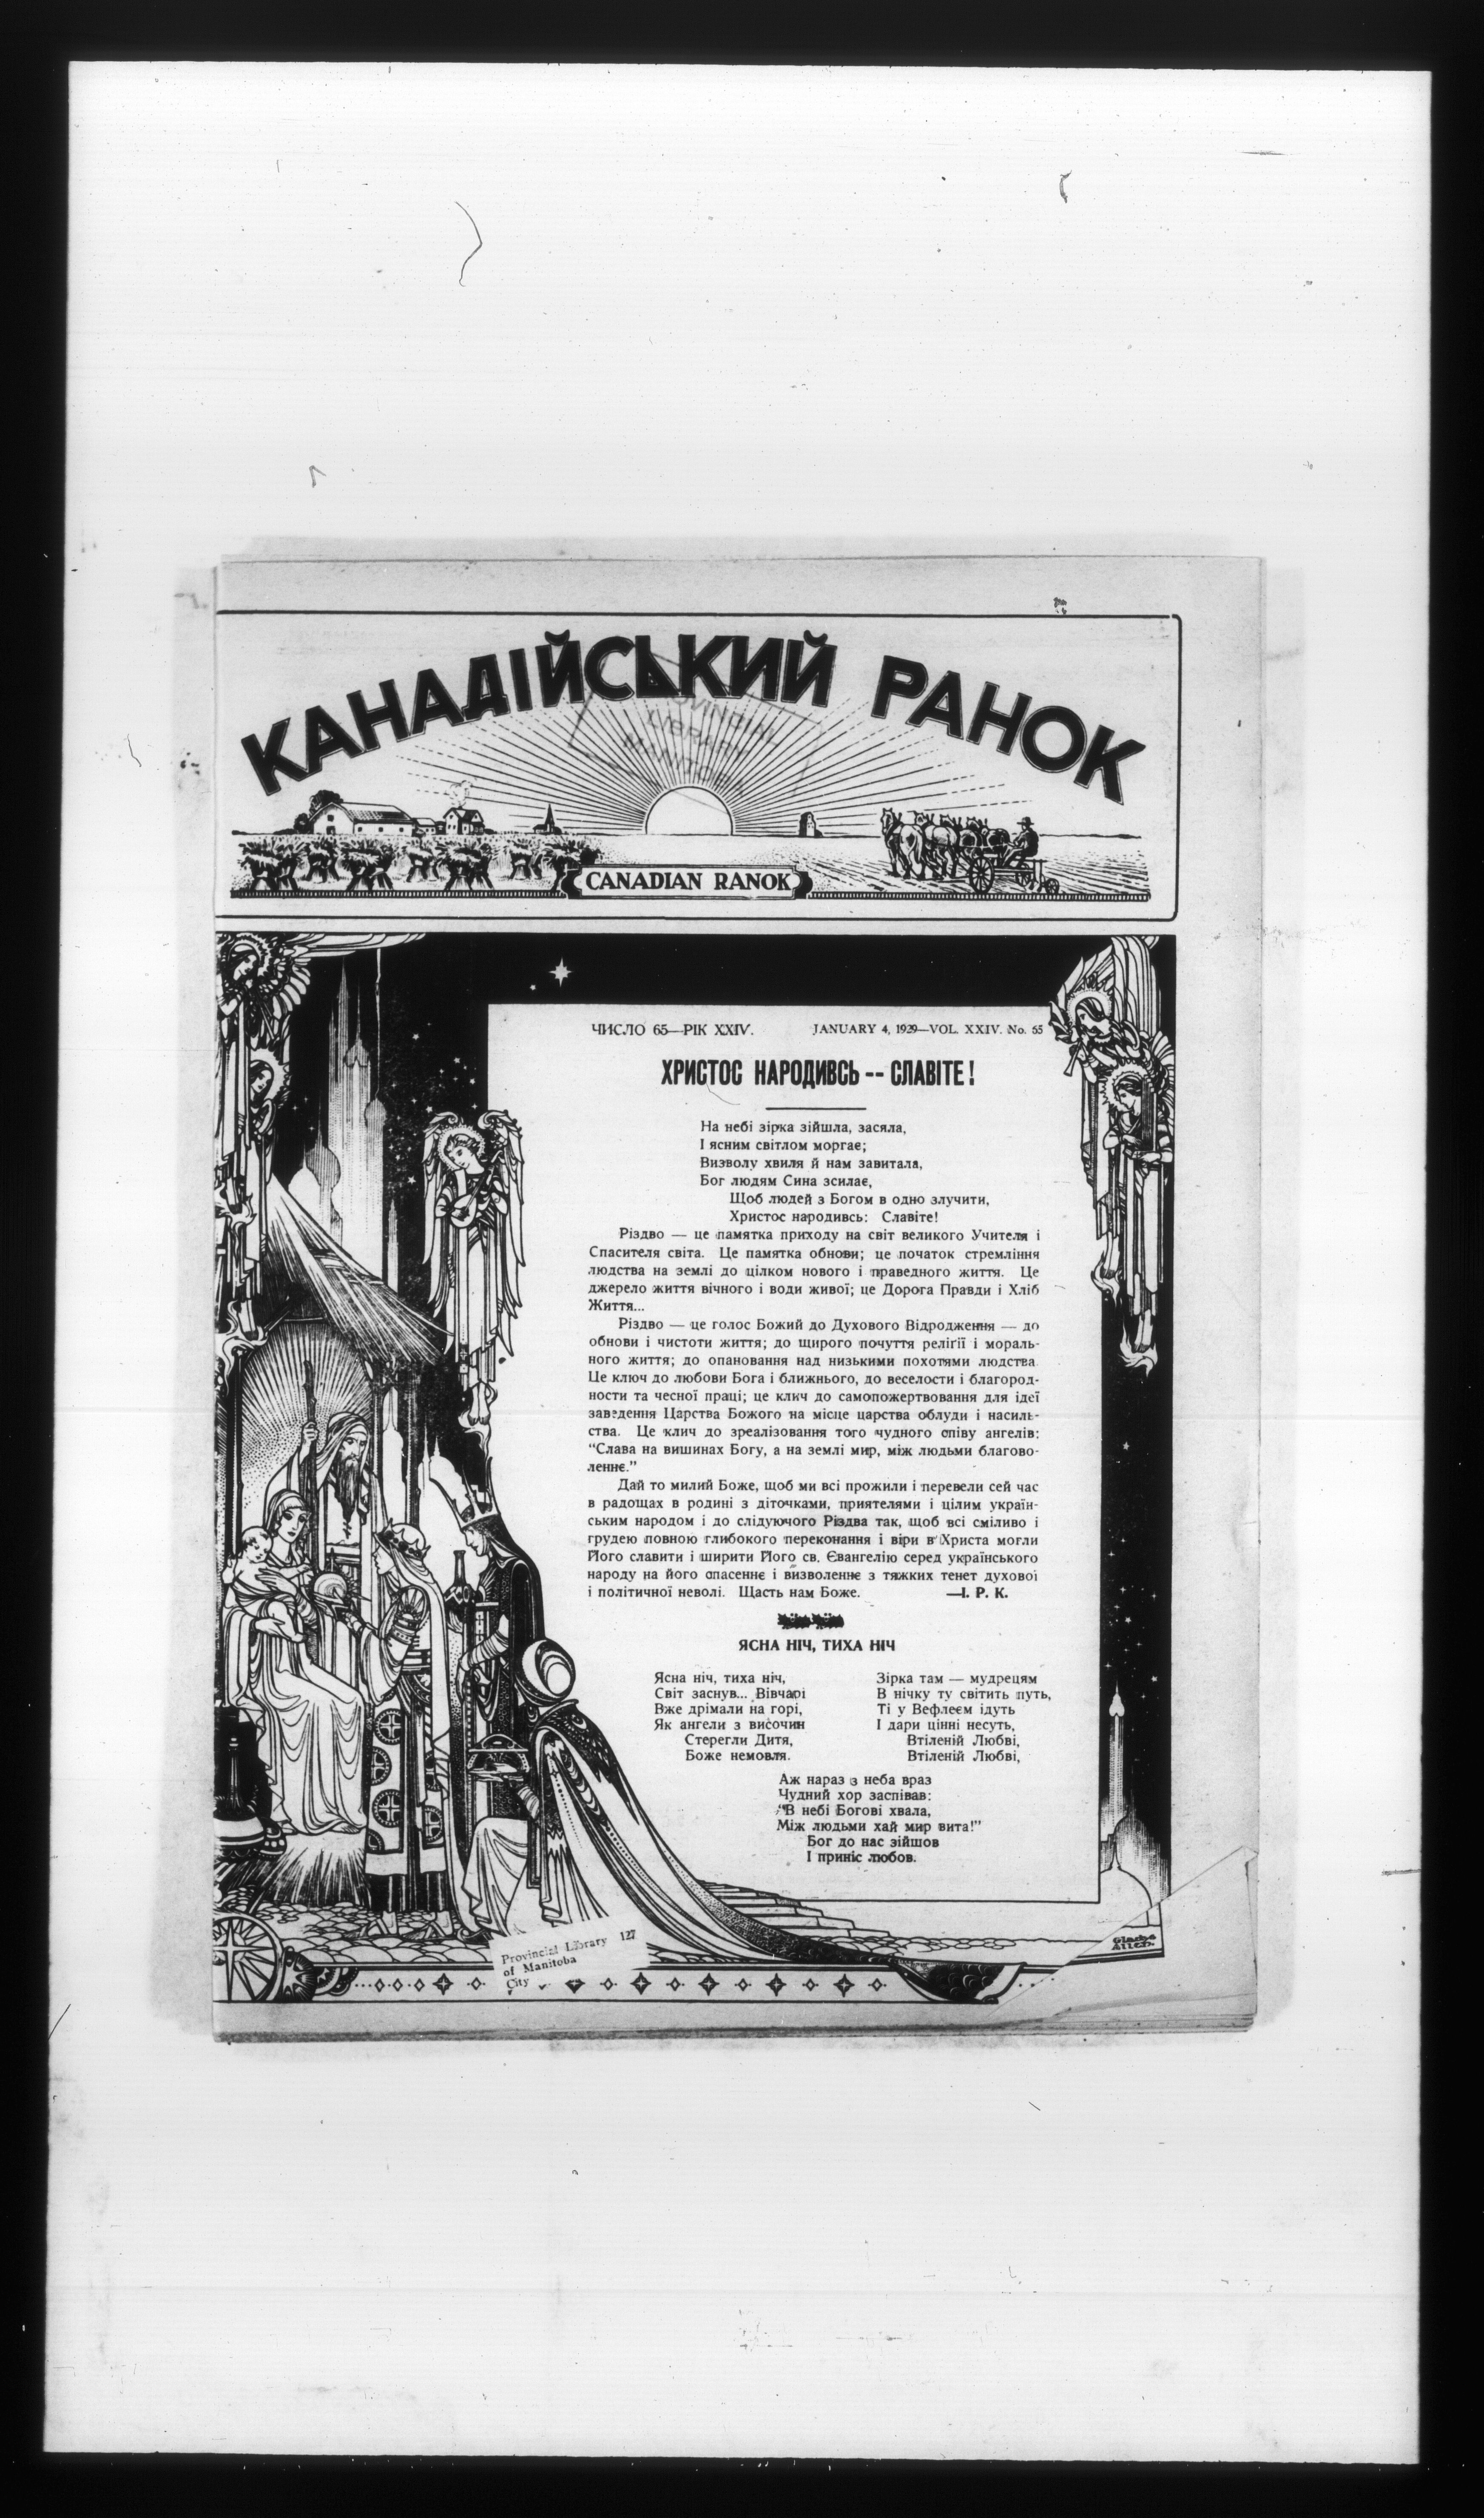 КАНАДІЙСЬКИЙ РАНОК
LIBRARY
CANADIAN RANOK
ЧИСЛО 65—РІК XXIV. JANUARY 4, 1929—VOL. XXIV. No. 65
ХРИСТОС НАРОДИВСЬ -- СЛАВІТЕ!
На небі зірка зійшла, засяла,
І ясним світлом моргає;
Визволу хвиля й нам завитала,
Бог людям Сина зсилає,
Щоб людей з Богом в одно злучити,
Христос народивсь: Славіте!
Різдво — це памятка приходу на світ великого Учителя і
Спасителя світа. Це памятка обнови; це початок стремління
людства на землі до цілком нового і праведного життя. Це
джерело життя вічного і води живої; це Дорога Правди і Хліб
Життя...
Різдво — це голос Божий до Духового Відродження — до
обнови і чистоти життя; до щирого почуття релігії і мораль-
ного життя; до опановання над низькими похотями людства
Це ключ до любови Бога і ближнього, до веселости і благород-
ности та чесної праці; це клич до самопожертвовання для ідеї
заведення Царства Божого на місце царства облуди і насиль-
ства. Це клич до зреалізовання того чудного співу ангелів:
“Слава на вишинах Богу, а на землі мир, між людьми благово-
леннє.”
Дай то милий Боже, щоб ми всі прожили і перевели сей час
в радощах в родині з діточками, приятелями і цілим україн-
ським народом і до слідуючого Різдва так, щоб всі сміливо і
грудею повною глибокого переконання і віри в Христа могли
Його славити і ширити Його св. Євангелію серед українського
народу на його спасеннє і визволеннє з тяжких тенет духової
і політичної неволі. Щасть нам Боже. —І. Р. К.
ЯСНА НІЧ, ТИХА НІЧ
Ясна ніч, тиха ніч,
Світ заснув... Вівчарі
Вже дрімали на горі,
Як ангели з височин
Стерегли Дитя,
Боже немовля.
Зірка там — мудрецям
В нічку ту світить путь,
Ті у Вефлеєм ідуть
І дари цінні несуть,
Втіленій Любві,
Втіленій Любві,
Аж нараз з неба враз
Чудний хор заспівав:
“В небі Богові хвала,
Між людьми хай мир вита!”
Бог до нас зійшов
І приніс любов.
Gladys
Allen.
Provincial Library 127
of Manitoba
City